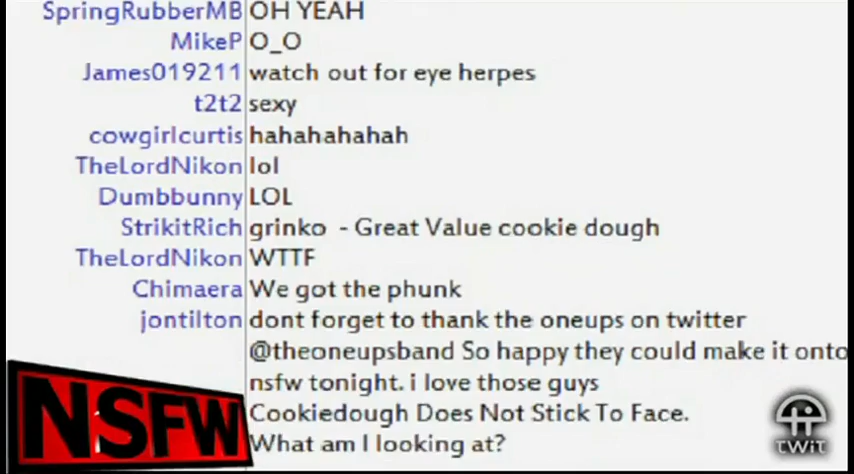 SpringRubberMB OH YEAH
MikeP O_O
James019211 watch out for eye herpes
t2t2 sexy
cowgirlcurtis hahahahahah
TheLordNikon lol
Dumbbunny LOL
StrikitRich grinko - Great Value cookie dough
TheLordNikon WTTF
Chimaera We got the phunk
jontilton dont forget to thank the oneups on twitter
@theoneupsband So happy they could make it onto
nsfw tonight. i love those guys
Cookiedough Does Not Stick To Face.
What am I looking at?
NSFW
TWiT